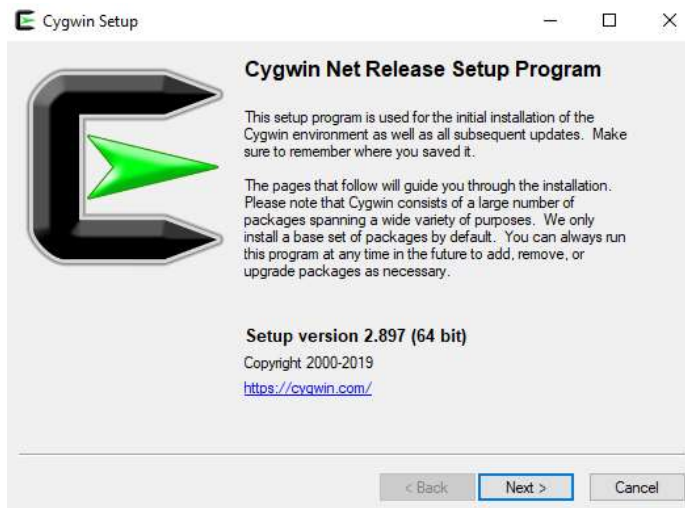 Cygwin Setup
Cygwin Net Release Setup Program
This setup program is used for the initial installation of the
Cygwin environment as well as all subsequent updates.  Make
sure to remember where you saved it.
The pages that follow will guide you through the installation.
Please note that Cygwin consists of a large number of
packages spanning a wide variety of purposes.  We only
install a base set of packages by default.  You can always run
this program at any time in the future to add, remove, or
upgrade packages as necessary.
Setup version 2.897 (64 bit)
Copyright 2000-2019
https://cygwin.com/
< Back Next > Cancel